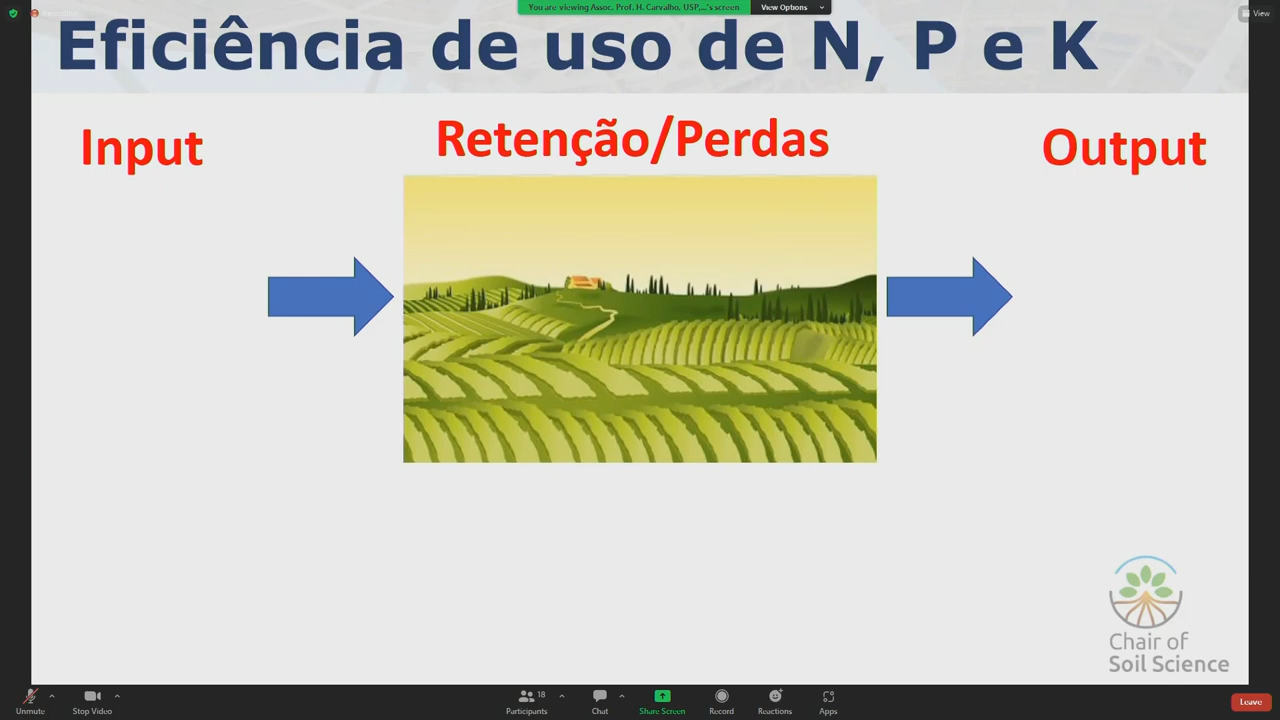 You are viewing Assoc. Prof. H. Carvalho, USP,...'s screen
View Options
View
Eficiência de uso de N, P e K
Input
Retenção/Perdas
Output
Chair of
Soil Science
Unmute
Stop Video
18
Participants
Chat
Share Screen
Record
Reactions
Apps
Leave